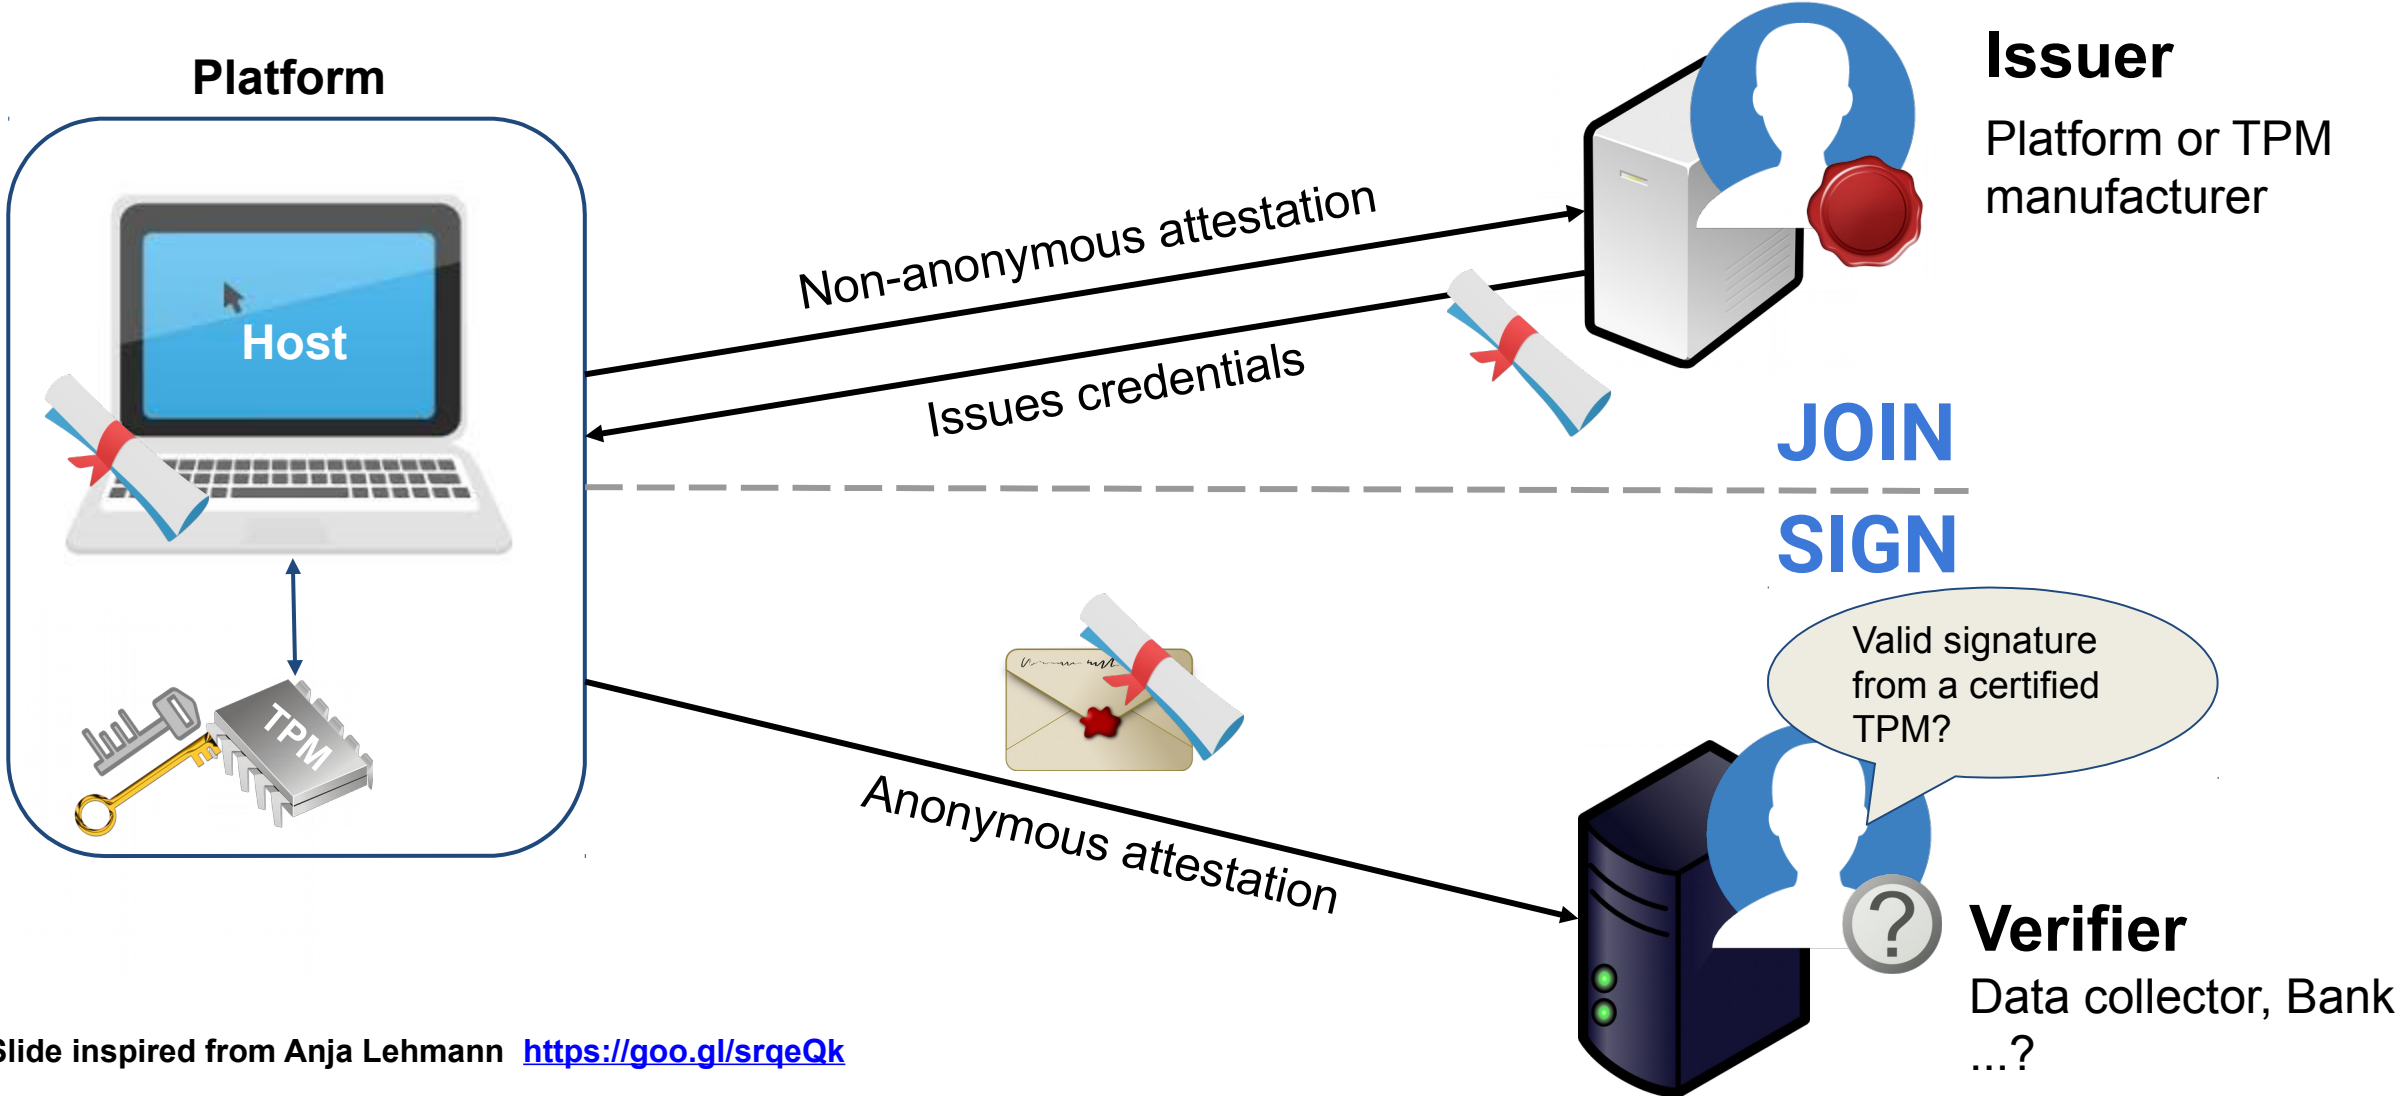 Platform
Issuer
Platform or TPM
manufacturer
Non-anonymous attestation
Host
Issues credentials
JOIN
SIGN
Valid signature
from a certified
TPM?
TPM
Anonymous attestation
?
Verifier
Data collector, Bank
...?
Slide inspired from Anja Lehmann https://goo.gl/srqeQk